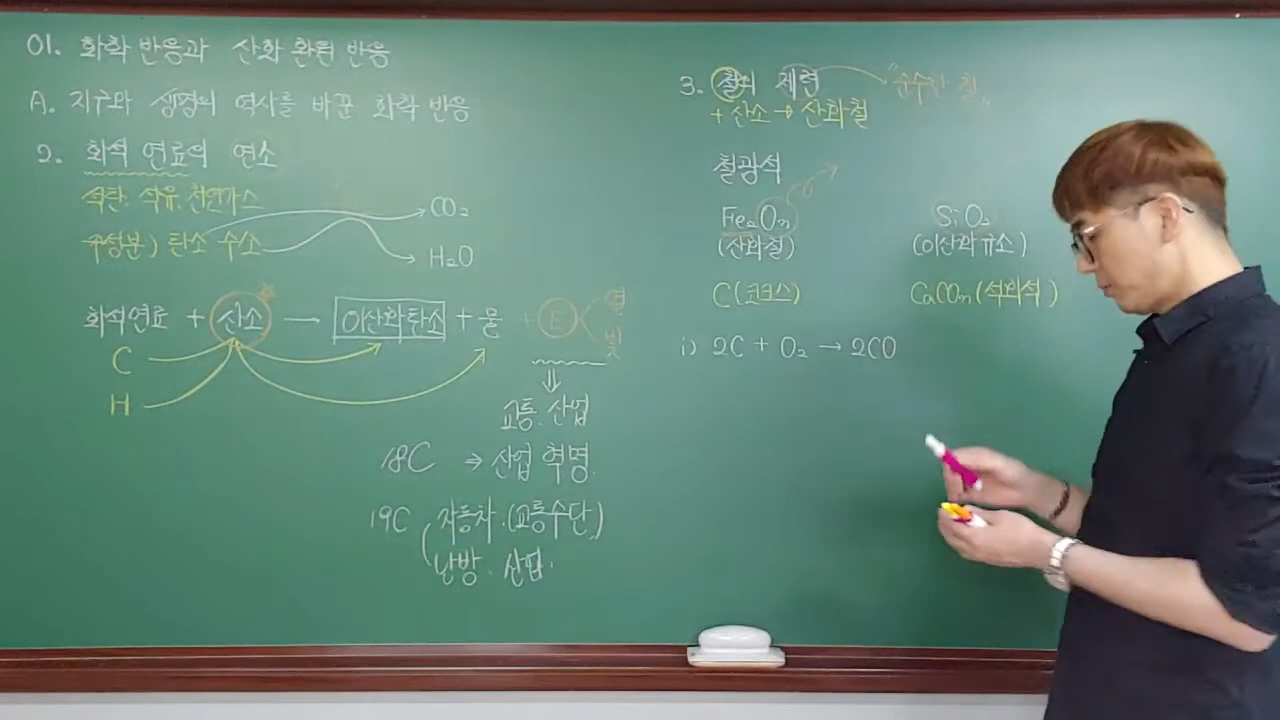 01. 화학 반응과 산화 환원 반응
A. 지구와 생명의 역사를 바꾼 화학 반응
2. 화석 연료의 연소
석탄. 석유. 천연가스
구성분) 탄소 수소
CO₂
H₂O
화석연료 + 산소 → 이산화탄소 + 물 + E
열
빛
C
H
⇓
교통. 산업
18C ⇒ 산업 혁명.
19C 자동차.(교통수단)
난방. 산업.
3. 철의 제련 "순수한 철"
+ 산소 → 산화철
철광석
Fe₂O₃ SiO₂
(산화철) (이산화규소)
C(코크스) CaCO₃(석회석)
i) 2C + O₂ → 2CO